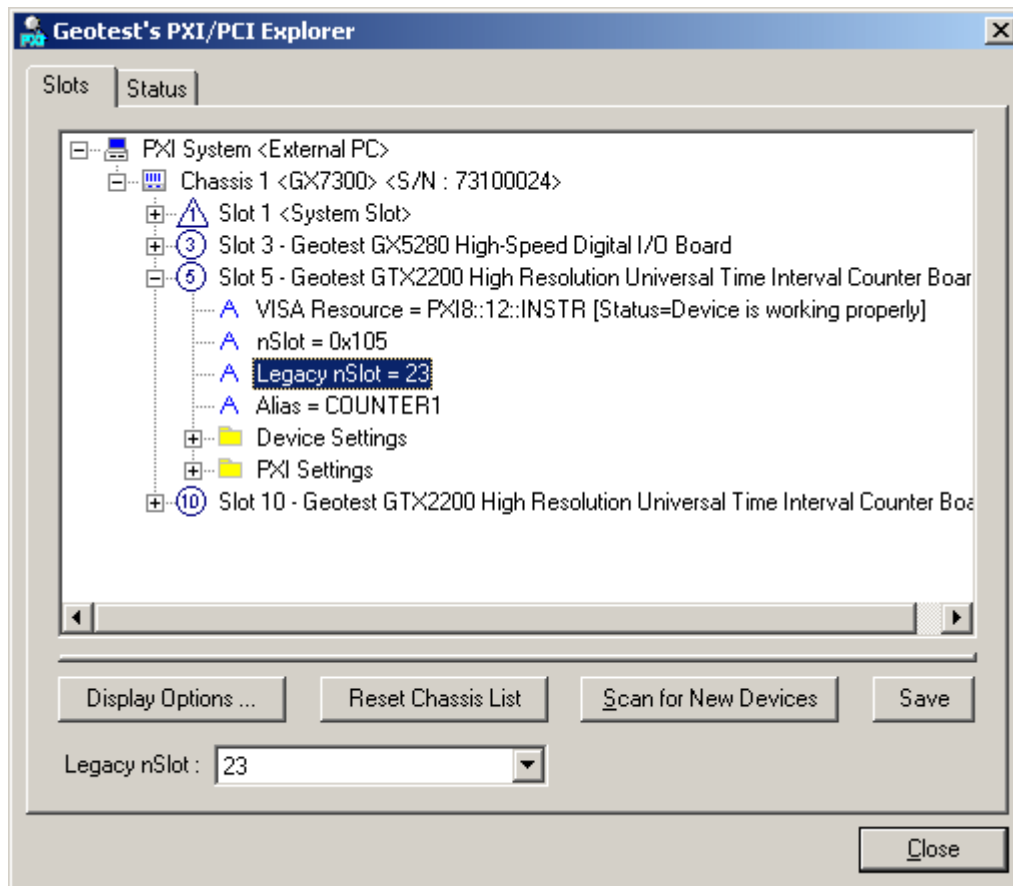 Geotest's PXI/PCI Explorer
Slots Status
PXI System <External PC>
Chassis 1 <GX7300> <S/N : 73100024>
1 Slot 1 <System Slot>
3 Slot 3 - Geotest GX5280 High-Speed Digital I/O Board
5 Slot 5 - Geotest GTX2200 High Resolution Universal Time Interval Counter Boar
A VISA Resource = PXI8::12::INSTR [Status=Device is working properly]
A nSlot = 0x105
A Legacy nSlot = 23
A Alias = COUNTER1
Device Settings
PXI Settings
10 Slot 10 - Geotest GTX2200 High Resolution Universal Time Interval Counter Boa
Display Options ... Reset Chassis List Scan for New Devices Save
Legacy nSlot : 23
Close